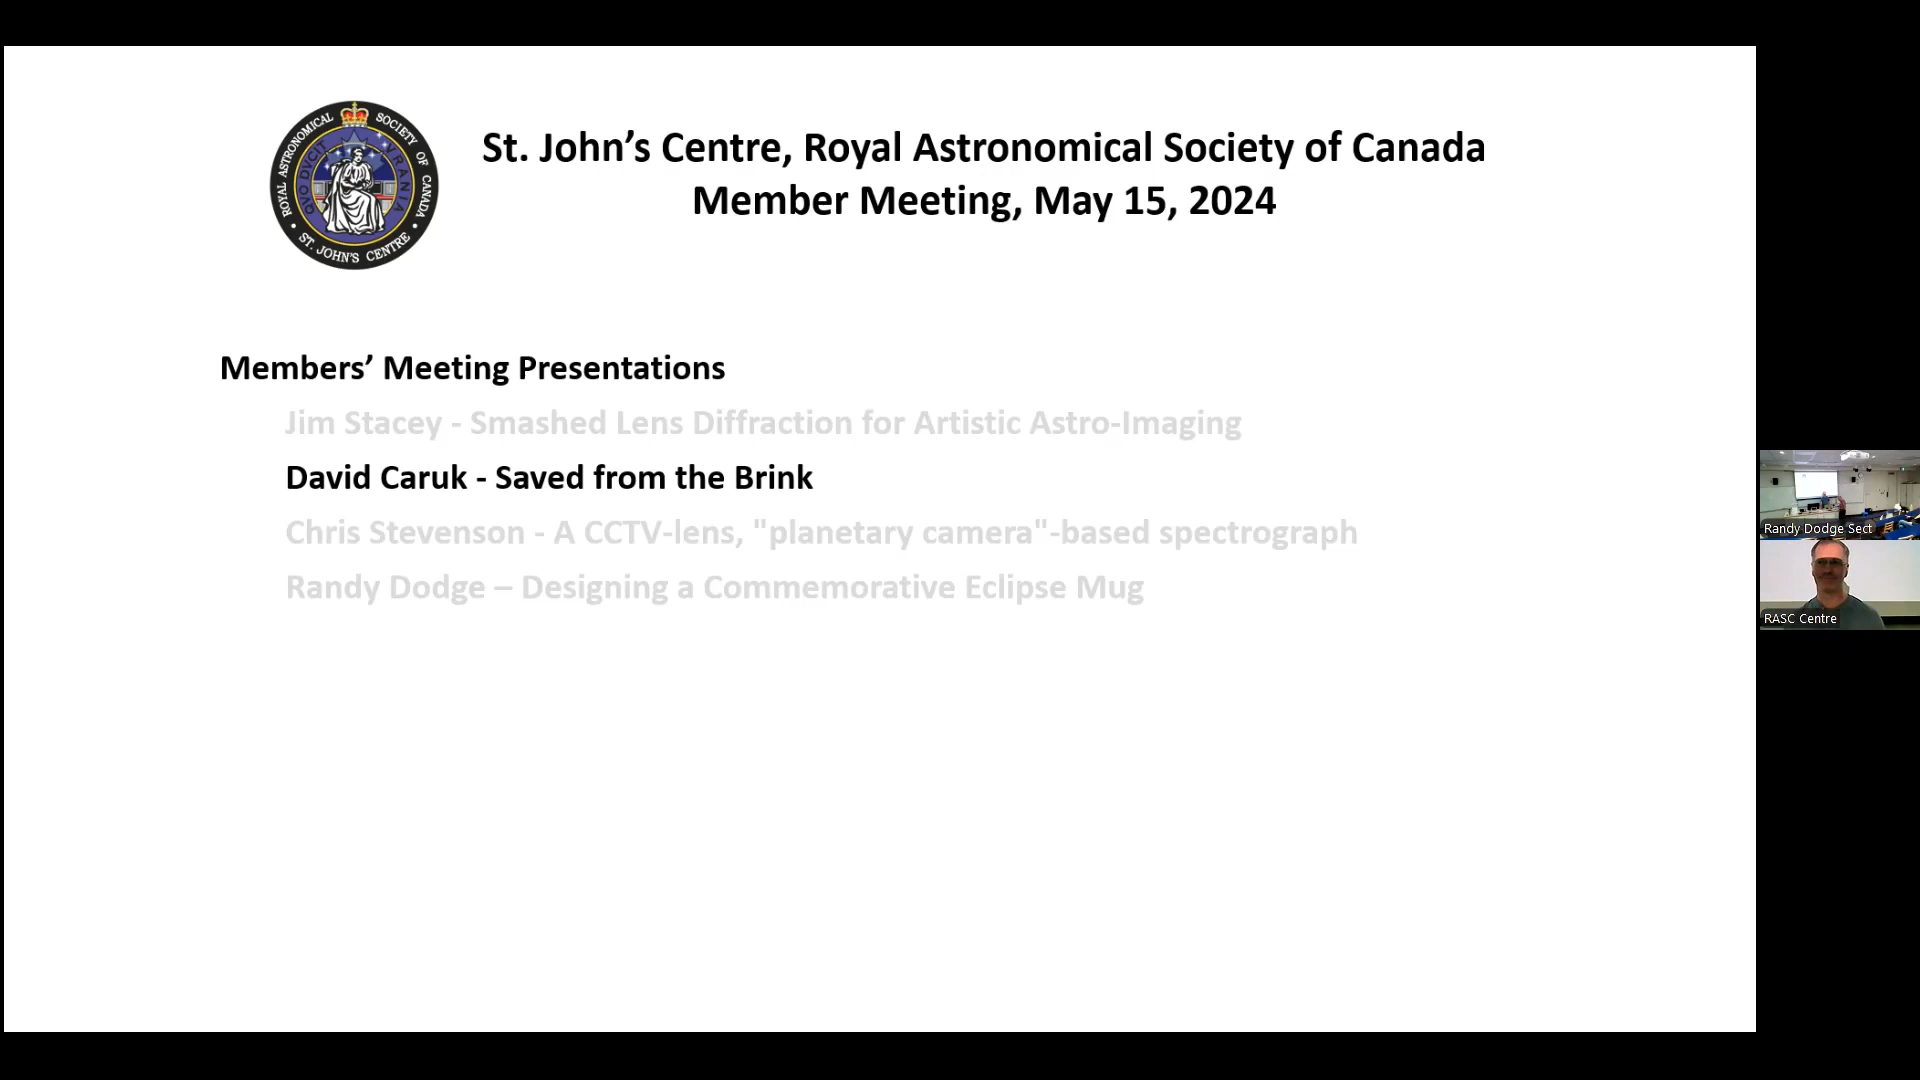 St. John’s Centre, Royal Astronomical Society of Canada
Member Meeting, May 15, 2024
ROYAL ASTRONOMICAL SOCIETY OF CANADA
QVO DVCIT VRANIA
• ST. JOHN'S CENTRE •
Members’ Meeting Presentations
Jim Stacey - Smashed Lens Diffraction for Artistic Astro-Imaging
David Caruk - Saved from the Brink
Chris Stevenson - A CCTV-lens, "planetary camera"-based spectrograph
Randy Dodge – Designing a Commemorative Eclipse Mug
Randy Dodge Sect
RASC Centre